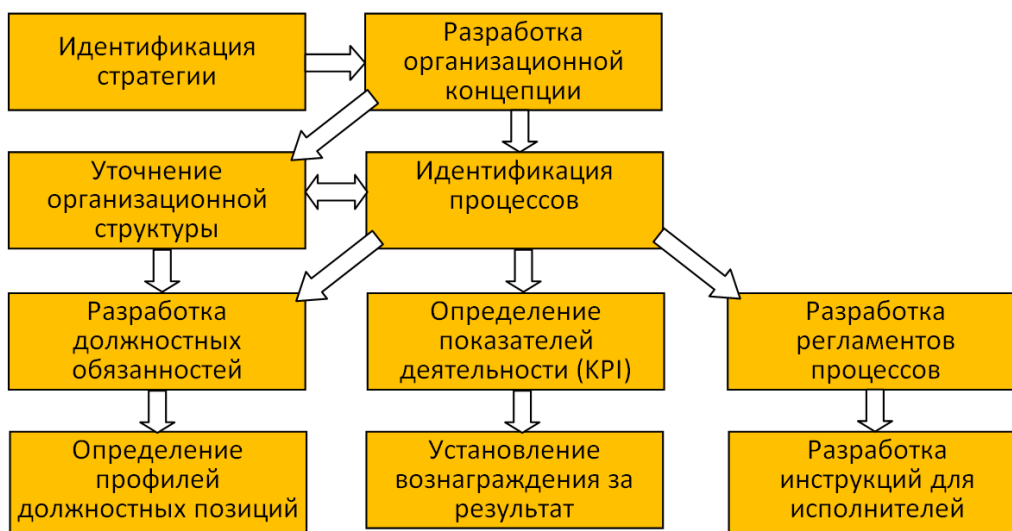 Идентификация
стратегии
Разработка
организационной
концепции
Уточнение
организационной
структуры
Идентификация
процессов
Разработка
должностных
обязанностей
Определение
показателей
деятельности (KPI)
Разработка
регламентов
процессов
Определение
профилей
должностных позиций
Установление
вознаграждения за
результат
Разработка
инструкций для
исполнителей